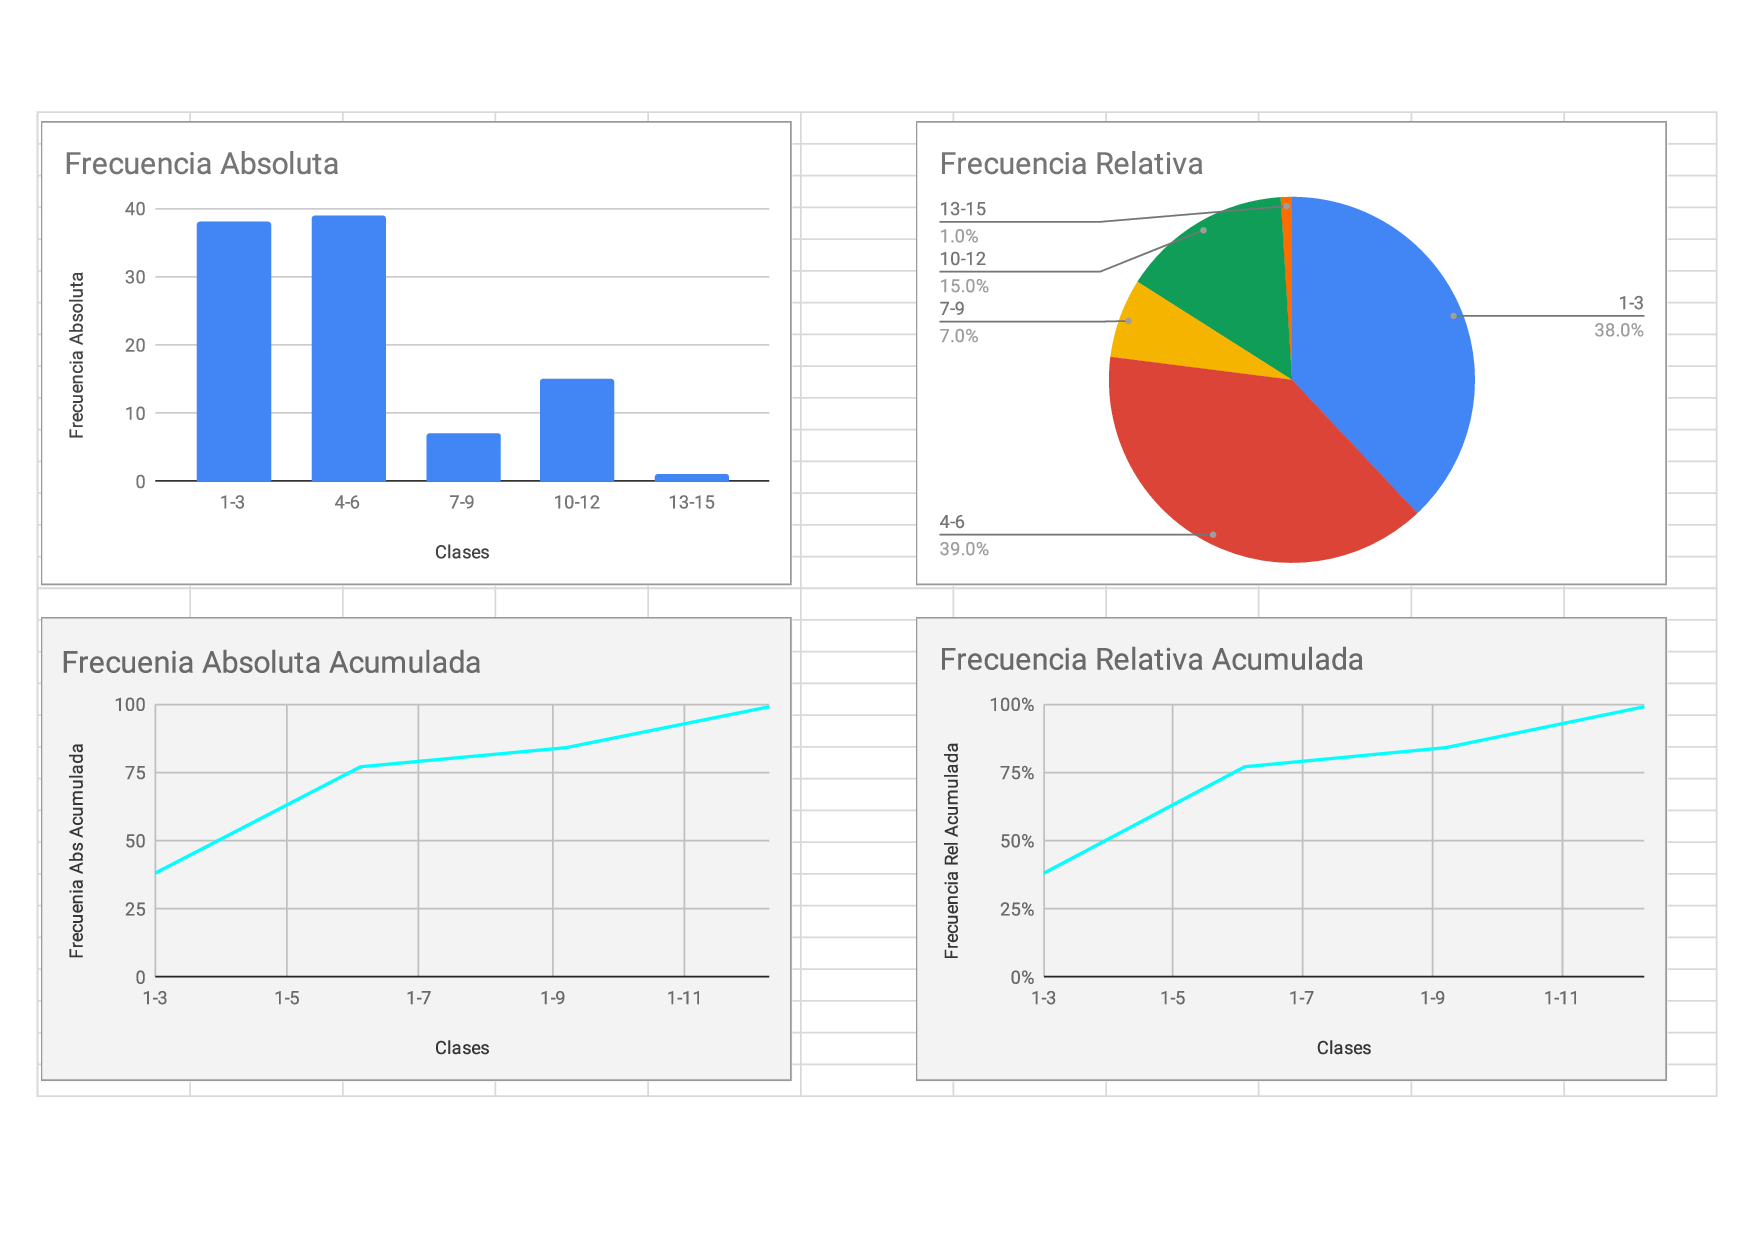 Frecuencia Absoluta
40
30
20
10
0
Frecuencia Absoluta
1-3 4-6 7-9 10-12 13-15
Clases
Frecuencia Relativa
13-15
1.0%
10-12
15.0%
7-9
7.0%
4-6
39.0%
1-3
38.0%
Frecuenia Absoluta Acumulada
100
75
50
25
0
Frecuenia Abs Acumulada
1-3 1-5 1-7 1-9 1-11
Clases
Frecuencia Relativa Acumulada
100%
75%
50%
25%
0%
Frecuencia Rel Acumulada
1-3 1-5 1-7 1-9 1-11
Clases